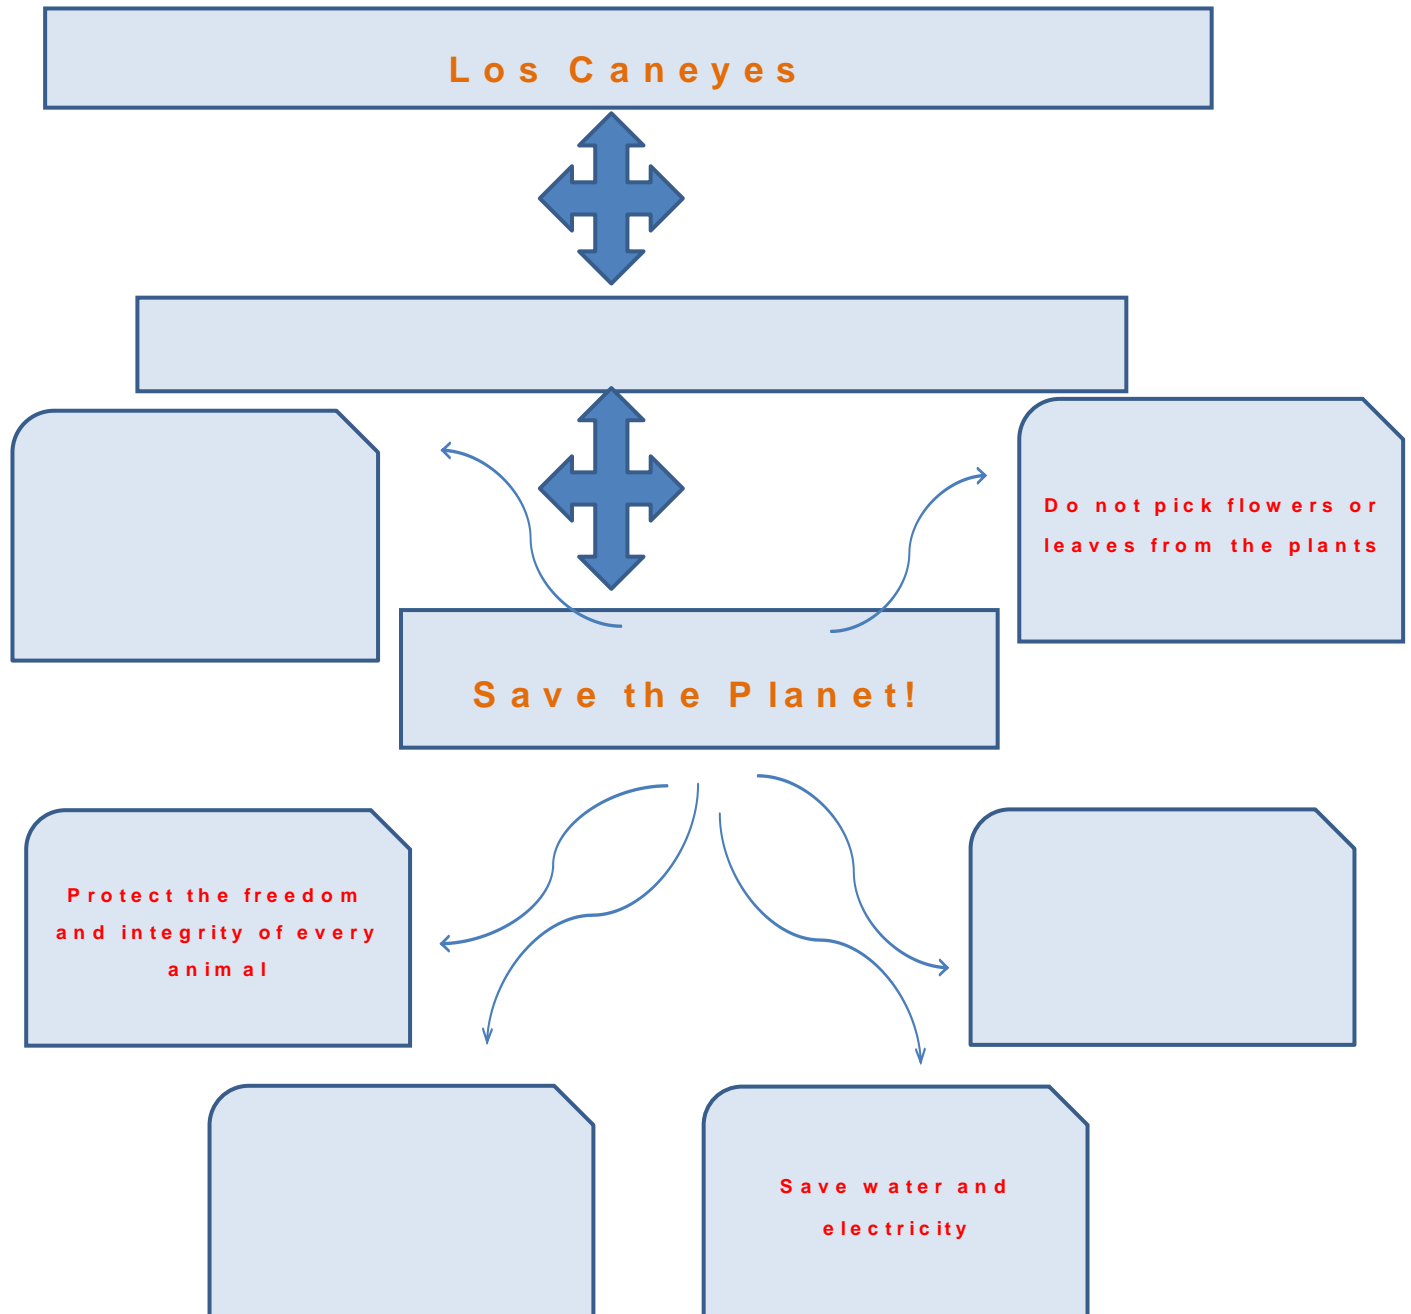 Los Caneyes
Do not pick flowers or
leaves from the plants
Save the Planet!
Protect the freedom
and integrity of every
animal
Save water and
electricity